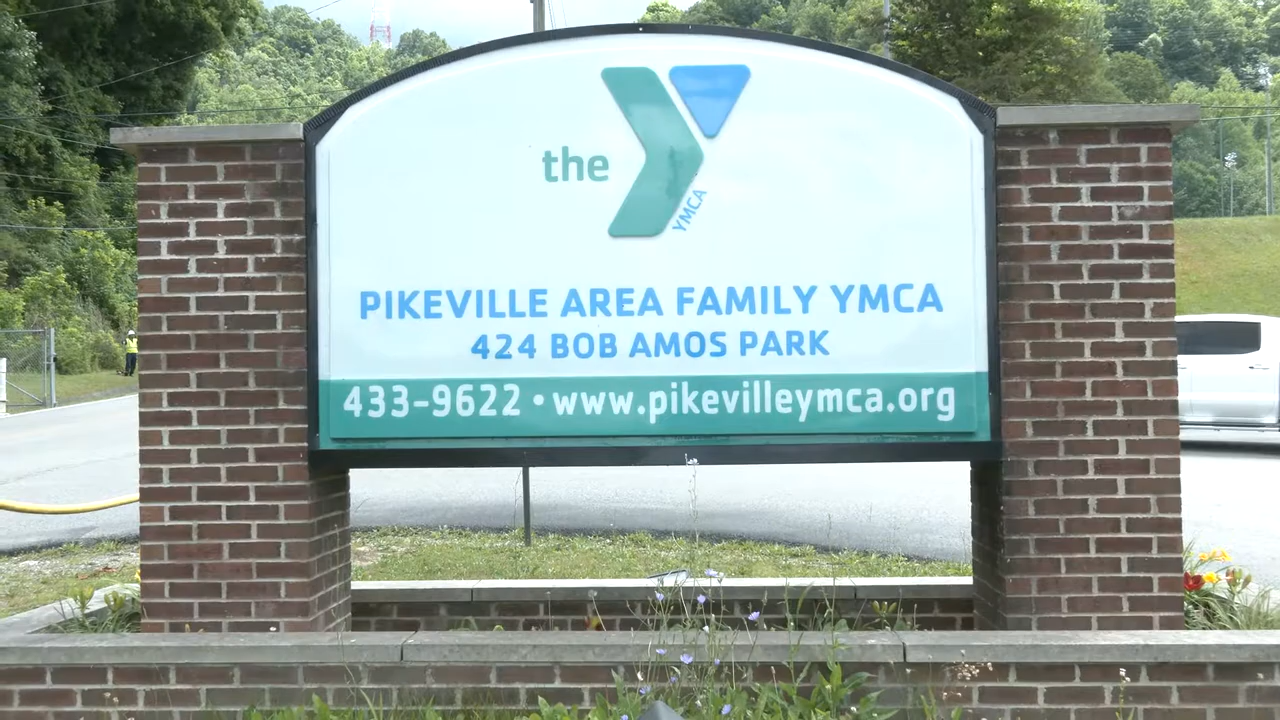 the
YMCA
PIKEVILLE AREA FAMILY YMCA
424 BOB AMOS PARK
433-9622 • www.pikevilleymca.org